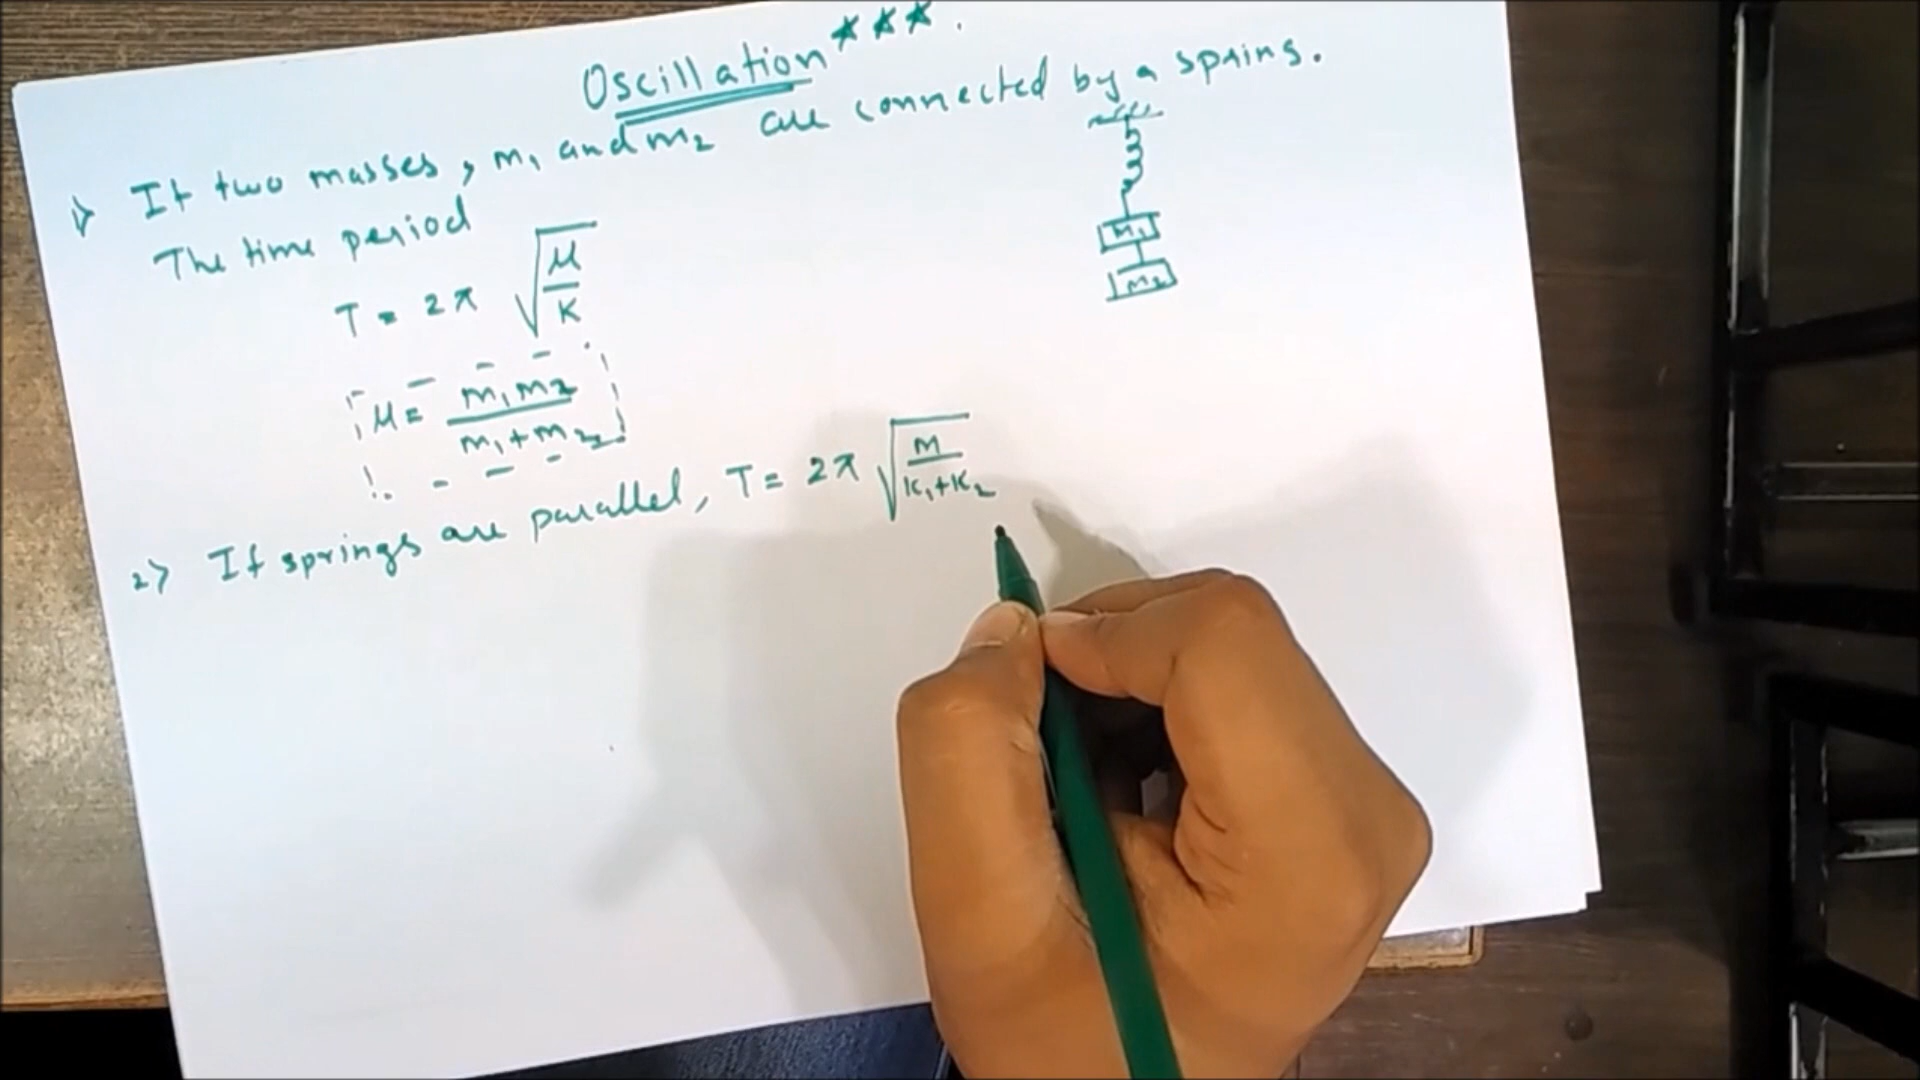 Oscillation ***.
1> If two masses, m₁ and m₂ are connected by a spring.
The time period
T = 2π √(μ/K)
μ = m₁m₂/(m₁+m₂)
2> If springs are parallel, T = 2π √(M/(K₁+K₂))
M₁
M₂